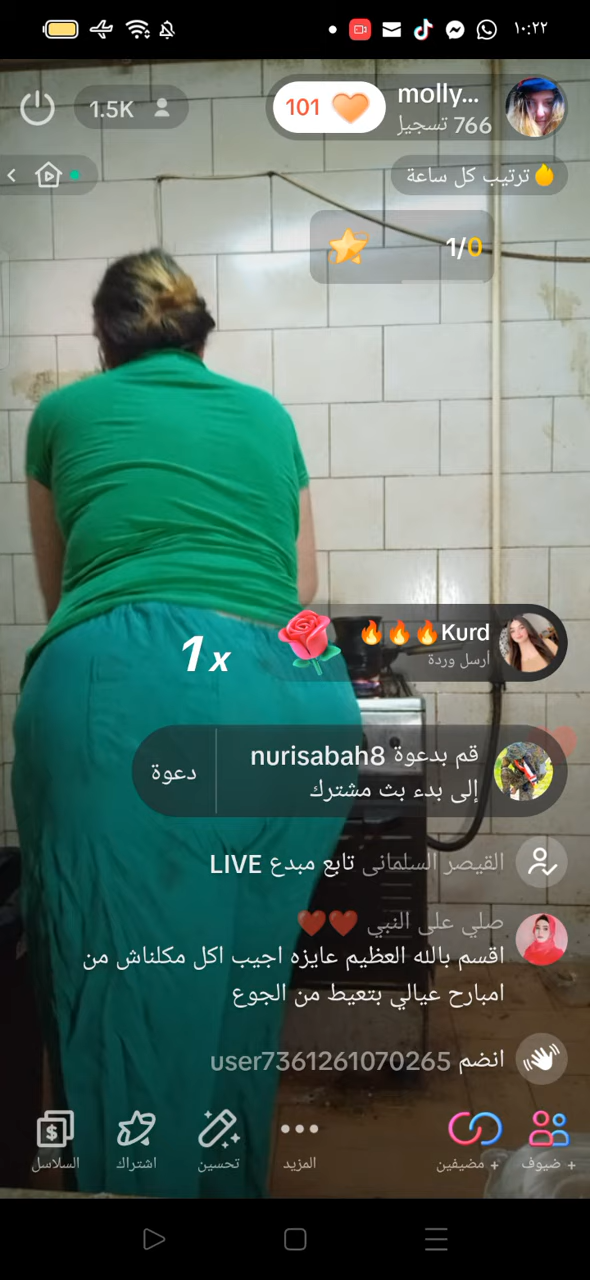 ١٠:٢٢
molly...
101
766 تسجيل
1.5K
ترتيب كل ساعة
1/0
Kurd🔥🔥🔥
أرسل وردة
1x
قم بدعوة nurisabah8
إلى بدء بث مشترك
دعوة
القيصر السلمانى تابع مبدع LIVE
صلي على النبي ❤❤
اقسم بالله العظيم عايزه اجيب اكل مكلناش من
امبارح عيالي بتعيط من الجوع
انضم user7361261070265
+ ضيوف
+ مضيفين
المزيد
تحسين
اشتراك
السلاسل